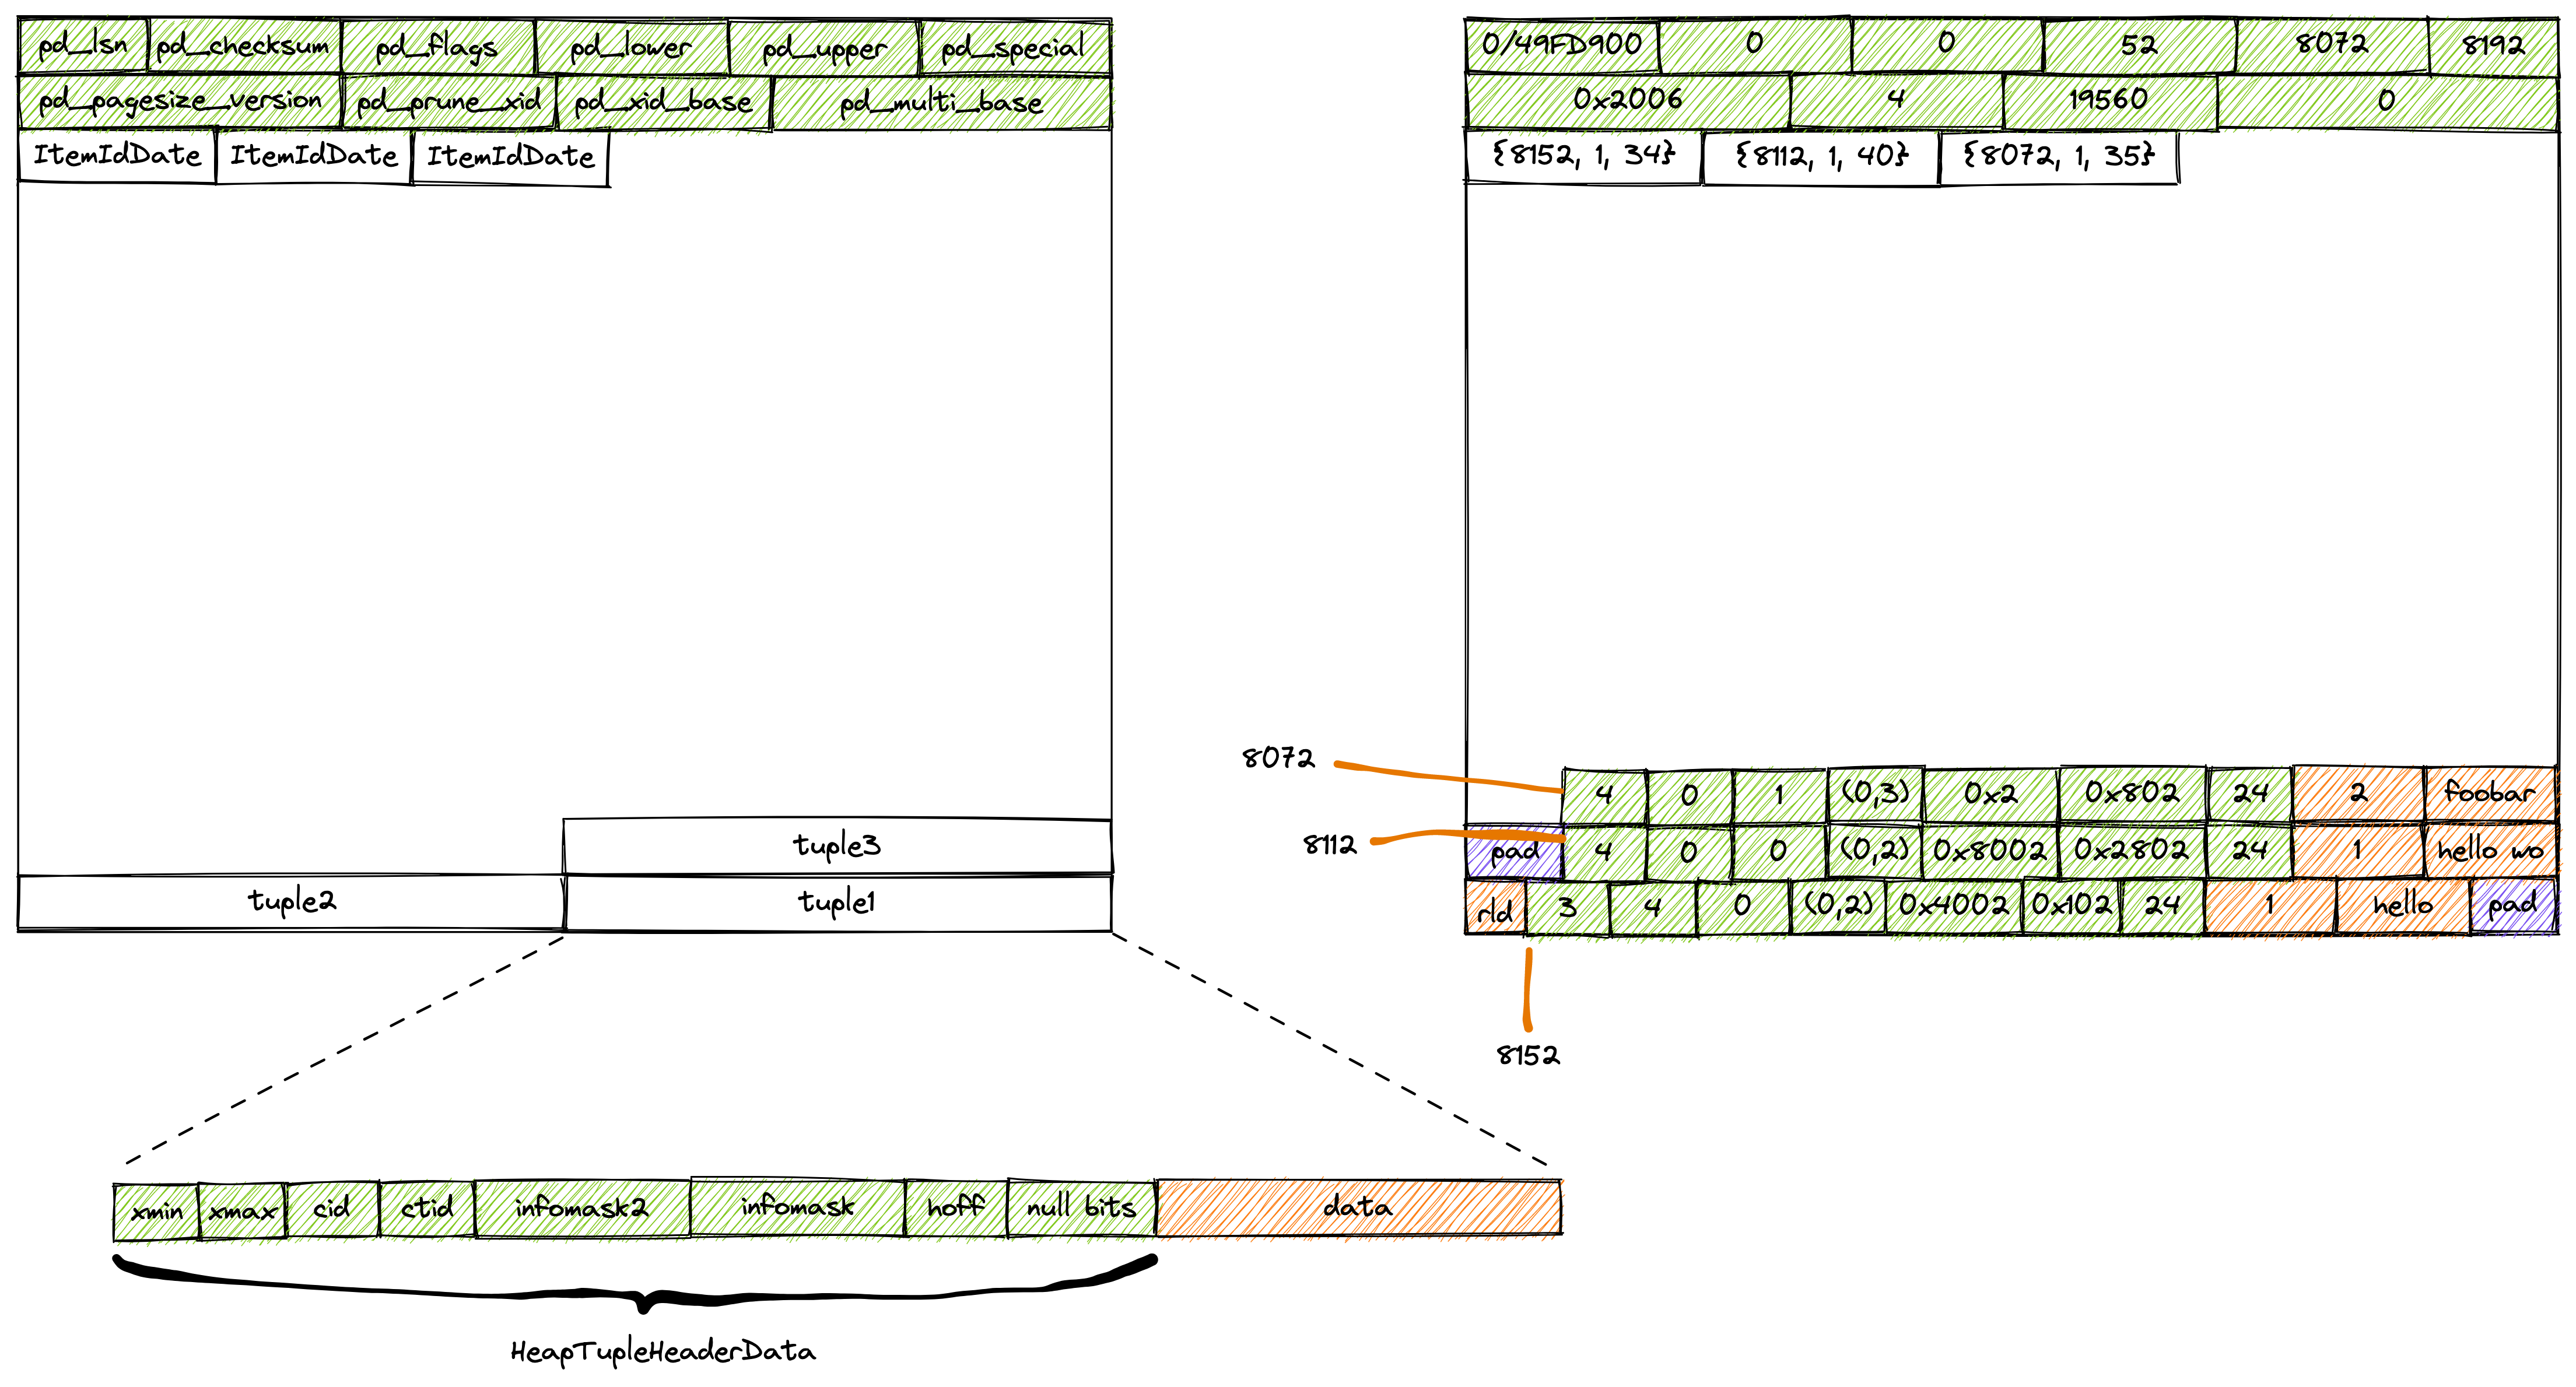 pd_lsn pd_checksum pd_flags pd_lower pd_upper pd_special
pd_pagesize_version pd_prune_xid pd_xid_base pd_multi_base
ItemIdDate ItemIdDate ItemIdDate
tuple3
tuple2 tuple1
0/49FD900 0 0 52 8072 8192
0x2006 4 19560 0
{8152, 1, 34} {8112, 1, 40} {8072, 1, 35}
8072
4 0 1 (0,3) 0x2 0x802 24 2 foobar
8112
pad 4 0 0 (0,2) 0x8002 0x2802 24 1 hello wo
rld 3 4 0 (0,2) 0x4002 0x102 24 1 hello pad
8152
xmin xmax cid ctid infomask2 infomask hoff null bits data
HeapTupleHeaderData